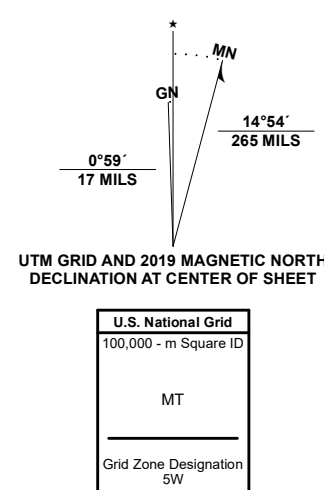 ★
MN
GN
14°54´
265 MILS
0°59´
17 MILS
UTM GRID AND 2019 MAGNETIC NORTH
DECLINATION AT CENTER OF SHEET
U.S. National Grid
100,000 - m Square ID
MT
Grid Zone Designation
5W